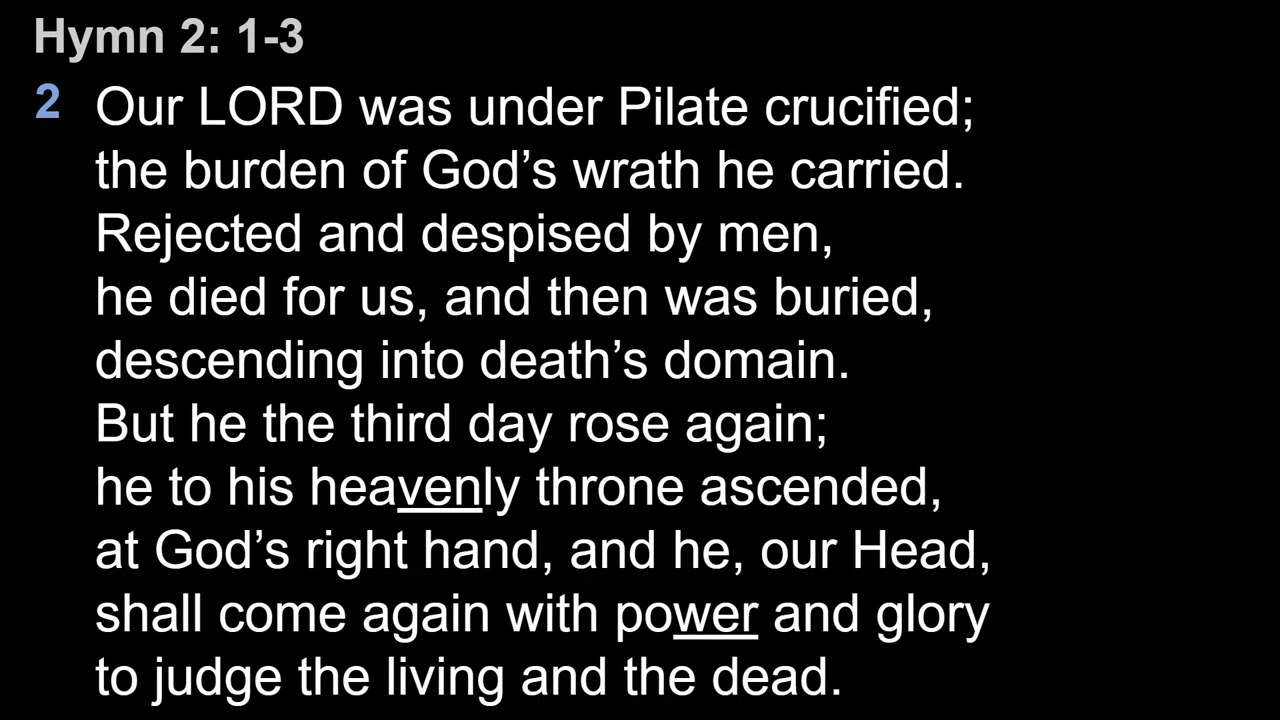 Hymn 2: 1-3
2 Our LORD was under Pilate crucified;
the burden of God’s wrath he carried.
Rejected and despised by men,
he died for us, and then was buried,
descending into death’s domain.
But he the third day rose again;
he to his heavenly throne ascended,
at God’s right hand, and he, our Head,
shall come again with power and glory
to judge the living and the dead.